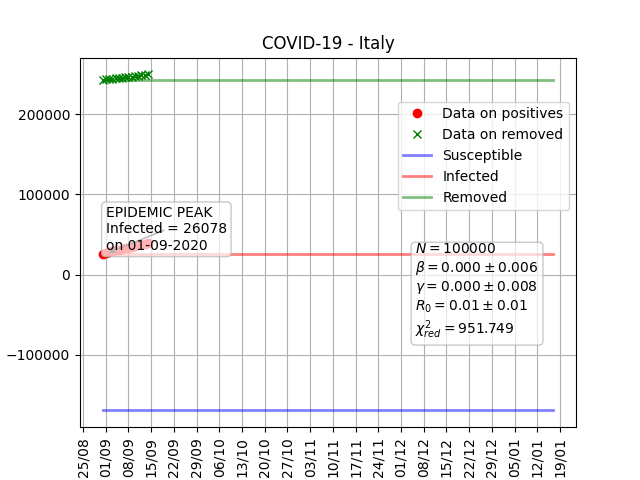 COVID-19 - Italy
200000
100000
0
−100000
Data on positives
Data on removed
Susceptible
Infected
Removed
EPIDEMIC PEAK
Infected = 26078
on 01-09-2020
N = 100000
β = 0.000 ± 0.006
γ = 0.000 ± 0.008
R₀ = 0.01 ± 0.01
χ²_red = 951.749
25/08
01/09
08/09
15/09
22/09
29/09
06/10
13/10
20/10
27/10
03/11
10/11
17/11
24/11
01/12
08/12
15/12
22/12
29/12
05/01
12/01
19/01